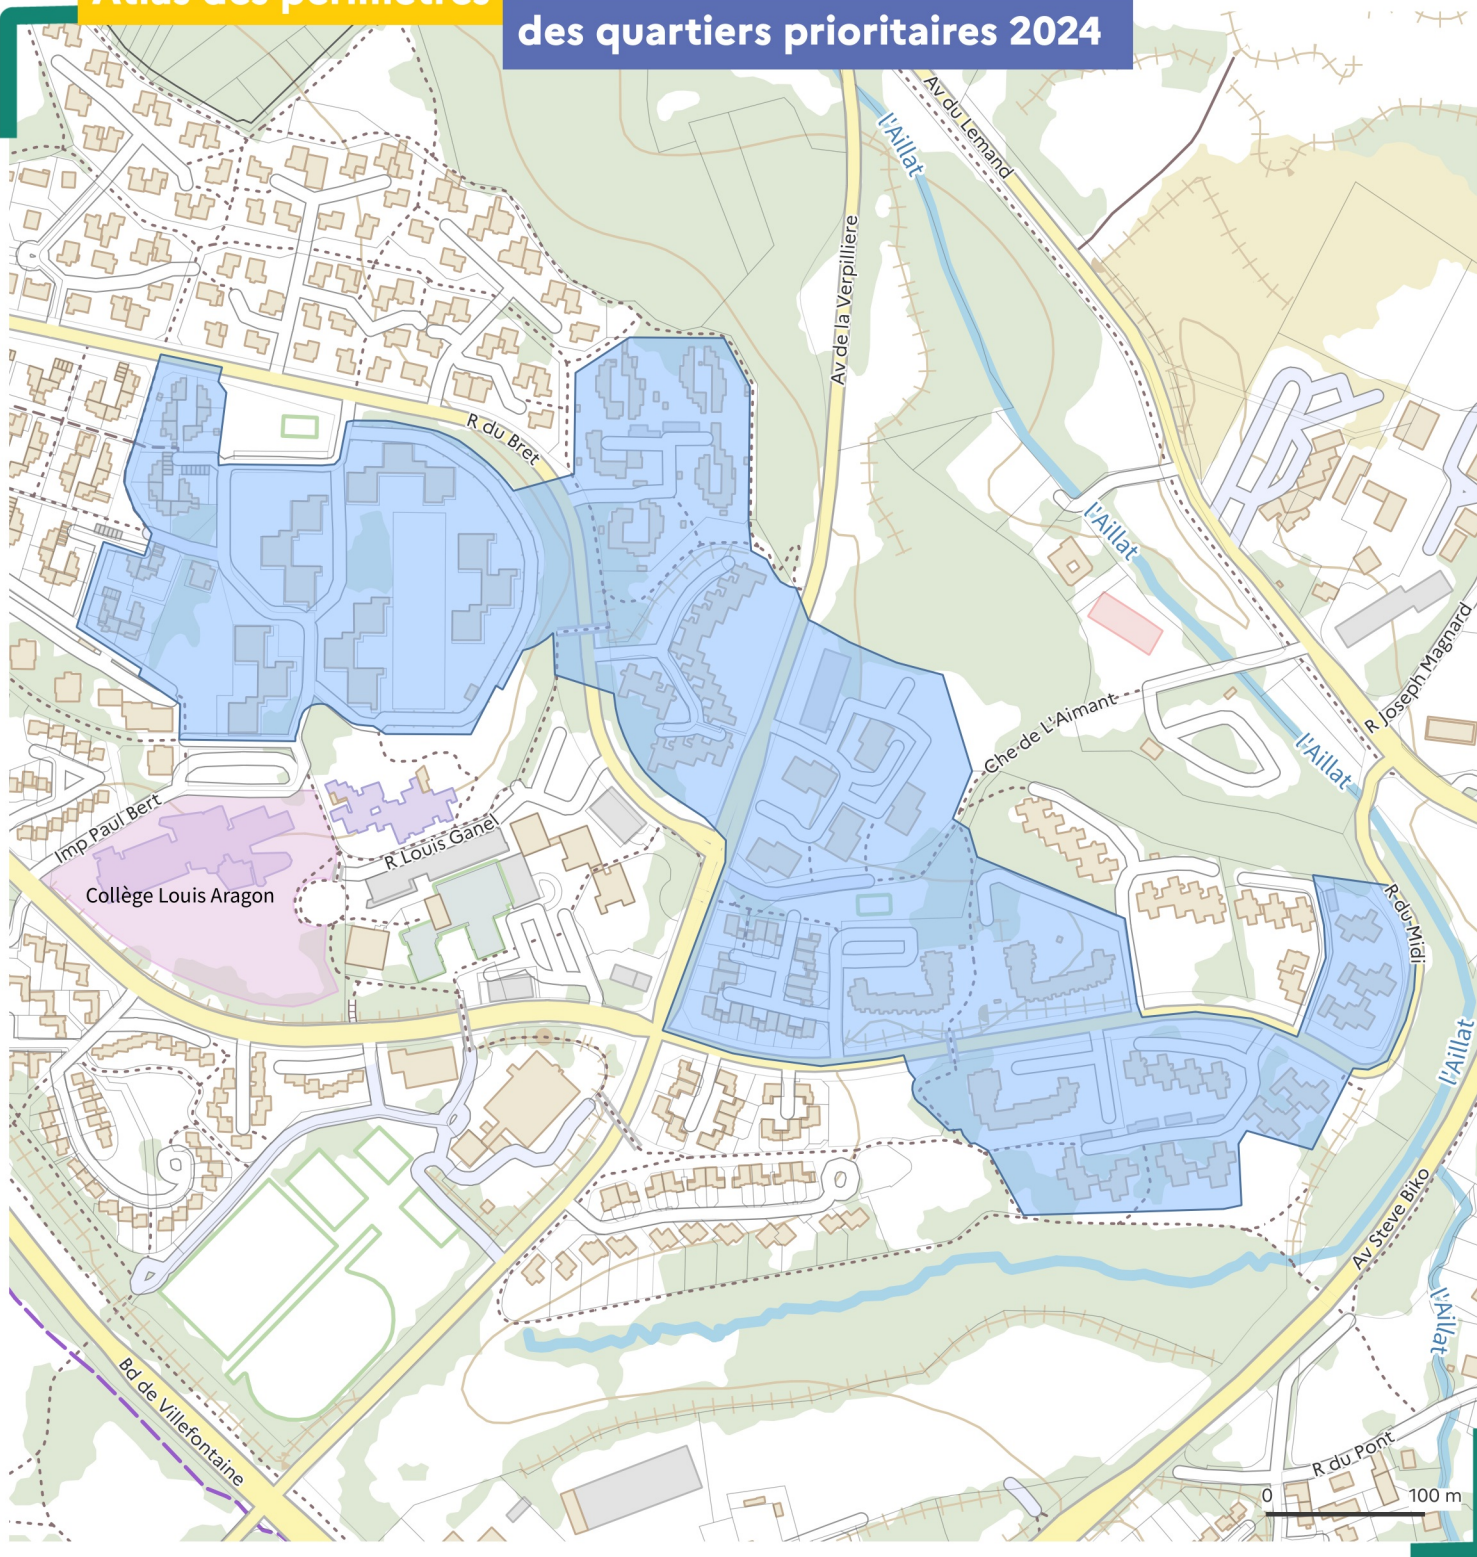 Atlas des périmètres
des quartiers prioritaires 2024
Av du Lemand
l'Aillat
Av de la Verpilliere
R du Bret
l'Aillat
R Joseph Magnard
Che de L'Aimant
l'Aillat
Imp Paul Bert
R Louis Ganel
Collège Louis Aragon
R du Midi
l'Aillat
Av Steve Biko
l'Aillat
Bd de Villefontaine
R du Pont
0 100 m